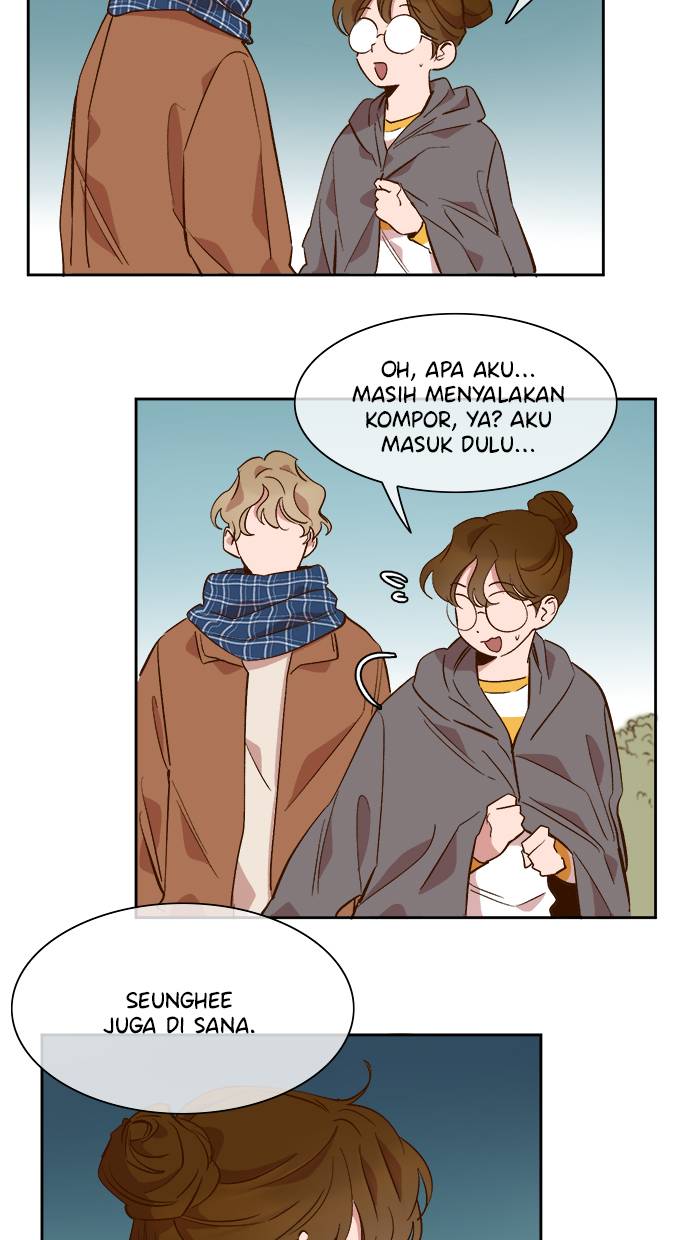 OH, APA AKU...
MASIH MENYALAKAN
KOMPOR, YA? AKU
MASUK DULU...
SEUNGHEE
JUGA DI SANA.